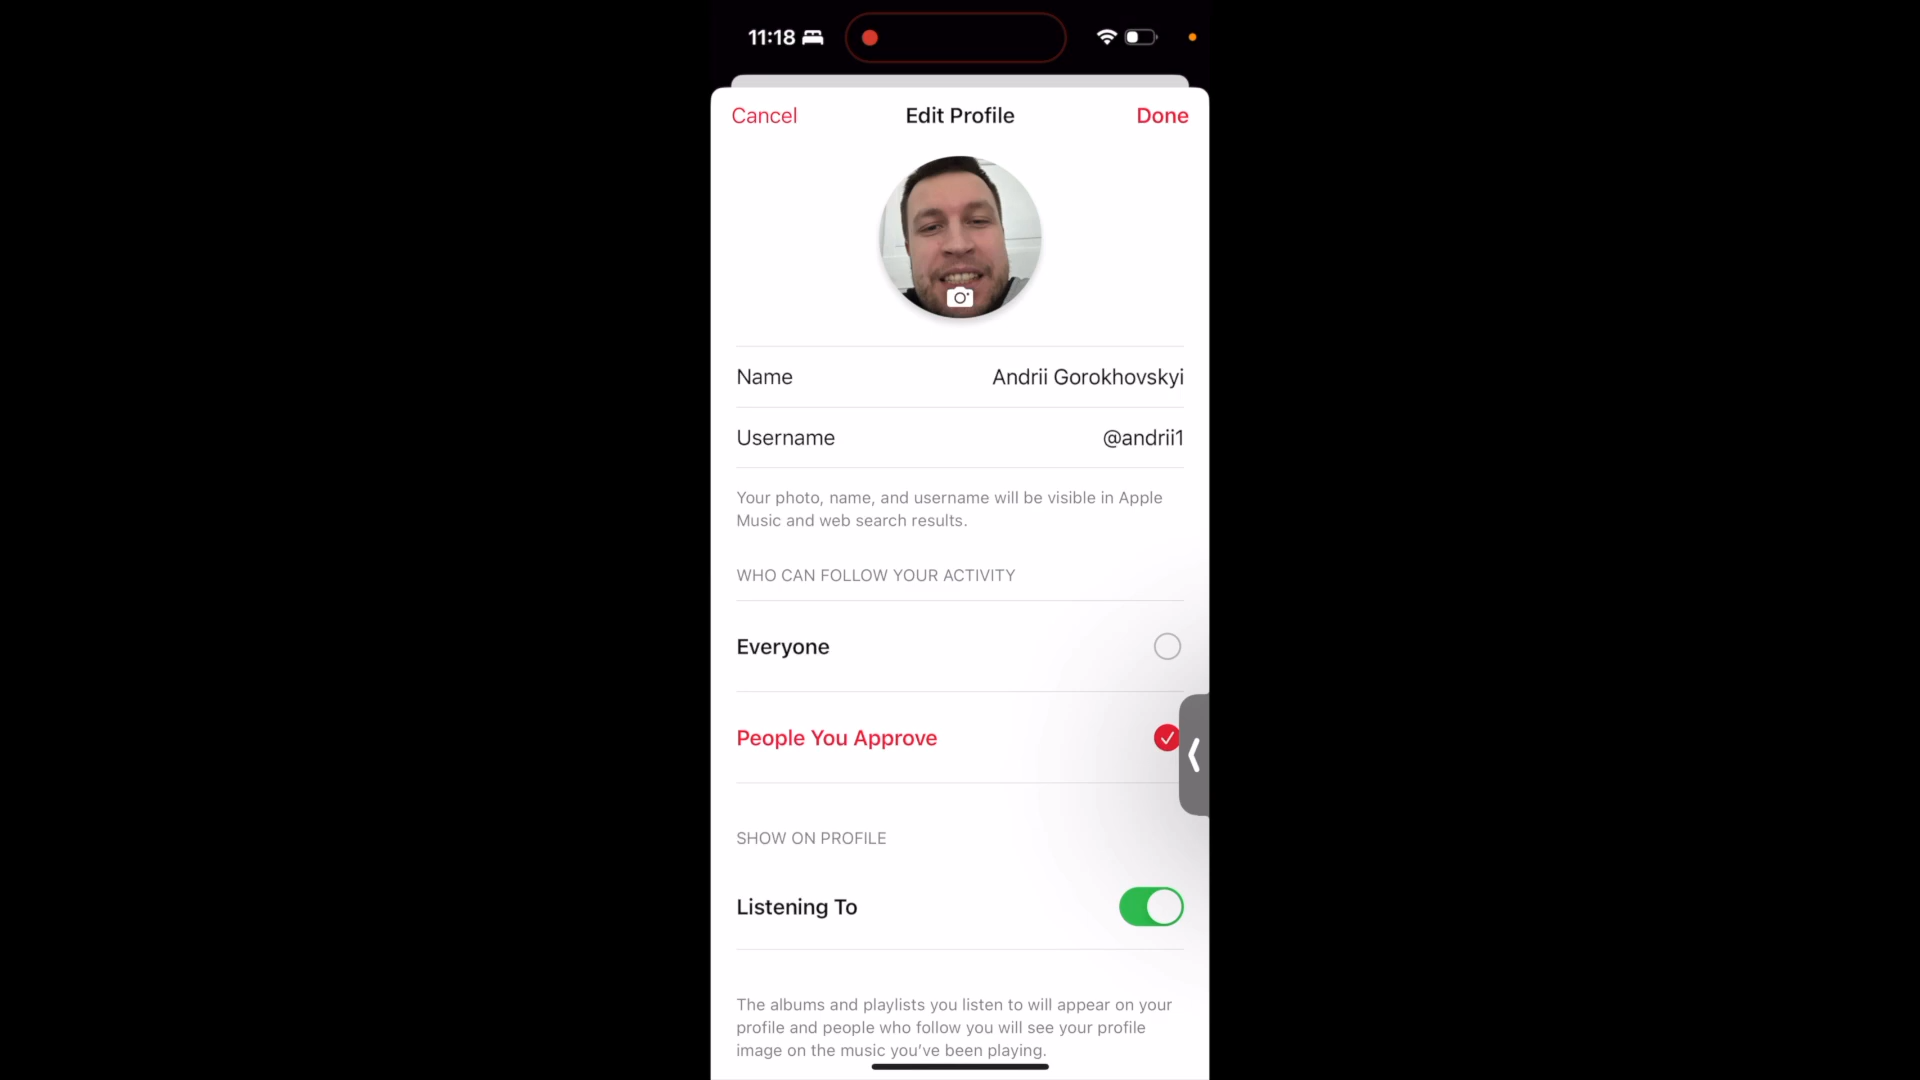 11:18
Cancel Edit Profile Done
Name Andrii Gorokhovskyi
Username @andrii1
Your photo, name, and username will be visible in Apple
Music and web search results.
WHO CAN FOLLOW YOUR ACTIVITY
Everyone
People You Approve
SHOW ON PROFILE
Listening To
The albums and playlists you listen to will appear on your
profile and people who follow you will see your profile
image on the music you've been playing.